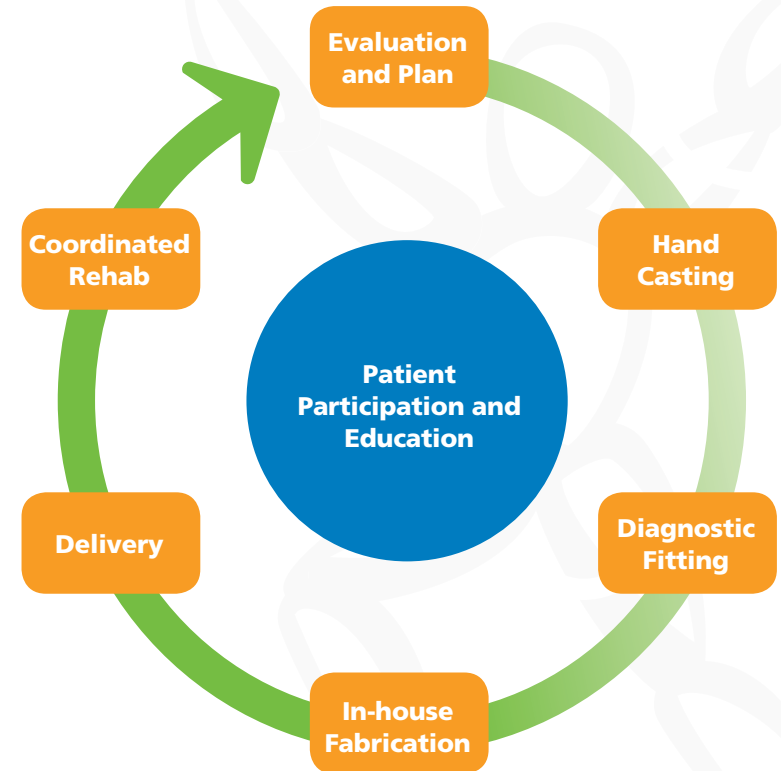 Evaluation
and Plan
Hand
Casting
Diagnostic
Fitting
In-house
Fabrication
Delivery
Coordinated
Rehab
Patient
Participation and
Education